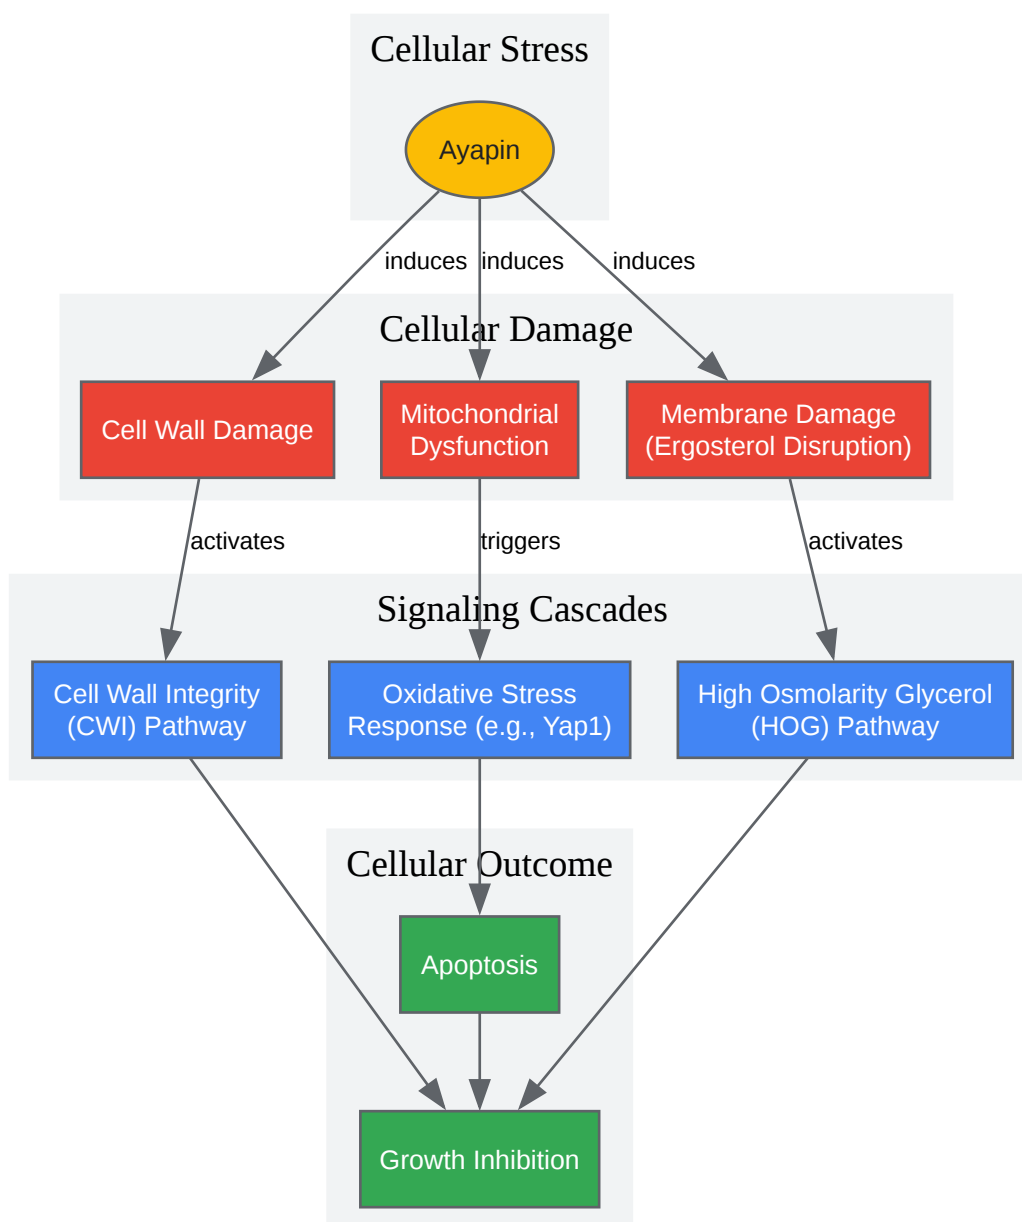 Cellular Stress
Ayapin
induces
induces
induces
Cellular Damage
Cell Wall Damage
Mitochondrial
Dysfunction
Membrane Damage
(Ergosterol Disruption)
activates
triggers
activates
Signaling Cascades
Cell Wall Integrity
(CWI) Pathway
Oxidative Stress
Response (e.g., Yap1)
High Osmolarity Glycerol
(HOG) Pathway
Cellular Outcome
Apoptosis
Growth Inhibition